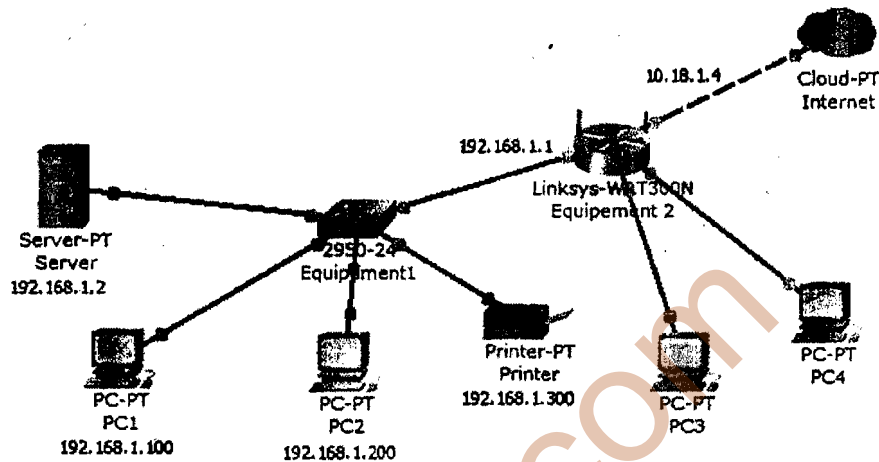 10.18.1.4
Cloud-PT
Internet
192.168.1.1
Linksys-WRT300N
Equipement 2
Server-PT
Server
192.168.1.2
2950-24
Equipement1
Printer-PT
Printer
192.168.1.300
PC-PT
PC1
192.168.1.100
PC-PT
PC2
192.168.1.200
PC-PT
PC3
PC-PT
PC4
com